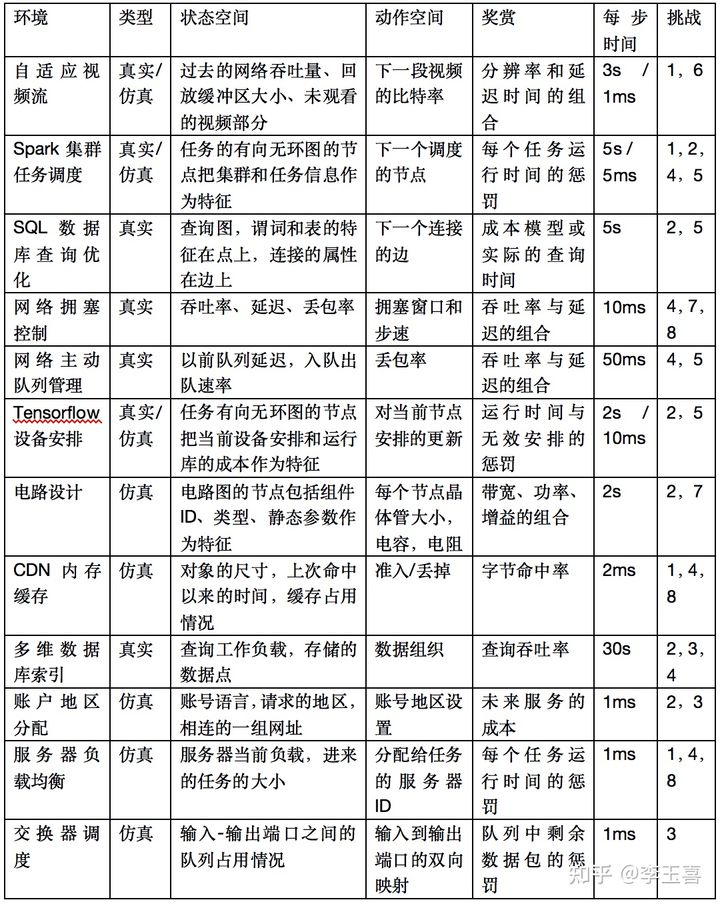 环境 类型 状态空间 动作空间 奖赏 每步 挑战
时间
自适应视 真实/ 过去的网络吞吐量、回 下一段视频 分辨率和延 3s / 1, 6
频流 仿真 放缓冲区大小、未观看 的比特率 迟时间的组 1ms
的视频部分 合
Spark 集群 真实/ 任务的有向无环图的节 下一个调度 每个任务运 5s / 1, 2,
任务调度 仿真 点把集群和任务信息作 的节点 行时间的惩 5ms 4, 5
为特征 罚
SQL 数据 真实 查询图，谓词和表的特 下一个连接 成本模型或 5s 2, 5
库查询优 征在点上，连接的属性 的边 实际的查询
化 在边上 时间
网络拥塞 真实 吞吐率、延迟、丢包率 拥塞窗口和 吞吐率与延 10ms 4, 7,
控制 步速 迟的组合 8
网络主动 真实 以前队列延迟，入队出 丢包率 吞吐率与延 50ms 4, 5
队列管理 队速率 迟的组合
Tensorflow 真实/ 任务有向无环图的节点 对当前节点 运行时间与 2s / 2, 5
设备安排 仿真 把当前设备安排和运行 安排的更新 无效安排的 10ms
库的成本作为特征 惩罚
电路设计 仿真 电路图的节点包括组件 每个节点晶 带宽、功率、 2s 2, 7
ID、类型、静态参数作 体管大小， 增益的组合
为特征 电容，电阻
CDN 内存 仿真 对象的尺寸，上次命中 准入/丢掉 字节命中率 2ms 1, 4,
缓存 以来的时间，缓存占用 8
情况
多维数据 真实 查询工作负载，存储的 数据组织 查询吞吐率 30s 2, 3,
库索引 数据点 4
账户地区 仿真 账号语言，请求的地区， 账号地区设 未来服务的 1ms 2, 3
分配 相连的一组网址 置 成本
服务器负 仿真 服务器当前负载，进来 分配给任务 每个任务运 1ms 1, 4,
载均衡 的任务的大小 的服务器 行时间的惩 8
ID 罚
交换器调 仿真 输入-输出端口之间的 输入到输出 队列中剩余 1ms 3
度 队列占用情况 端口的双向 数据包的惩
映射 罚
知乎 @李玉喜